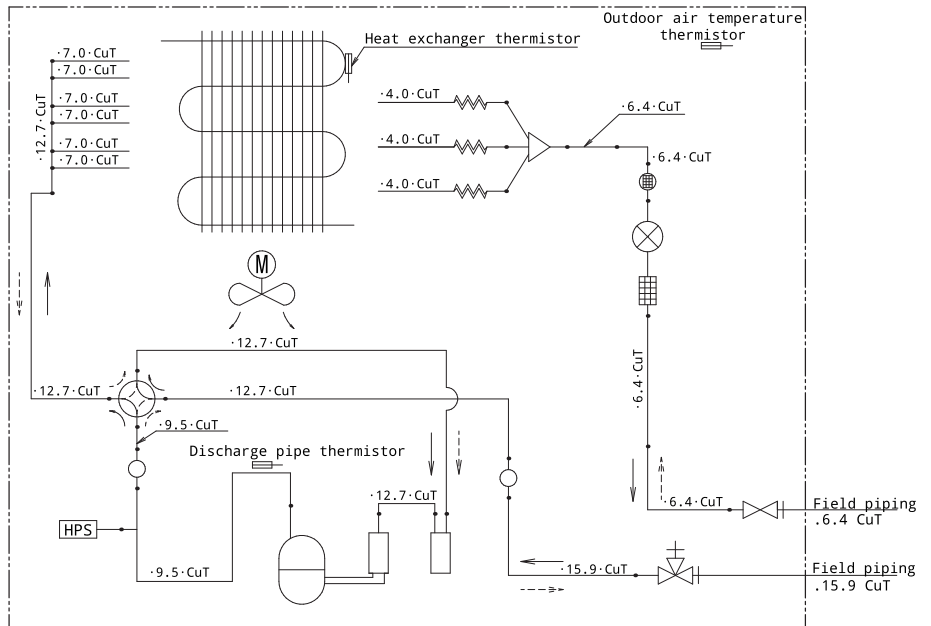 Outdoor air temperature
thermistor
Heat exchanger thermistor
·7.0·CuT
·7.0·CuT
·7.0·CuT
·7.0·CuT
·7.0·CuT
·7.0·CuT
·12.7·CuT
·4.0·CuT
·4.0·CuT
·4.0·CuT
·6.4·CuT
·6.4·CuT
M
·12.7·CuT
·6.4·CuT
·12.7·CuT
·12.7·CuT
·9.5·CuT
Discharge pipe thermistor
·12.7·CuT
·6.4·CuT
Field piping
.6.4 CuT
HPS
·9.5·CuT
·15.9·CuT
Field piping
.15.9 CuT